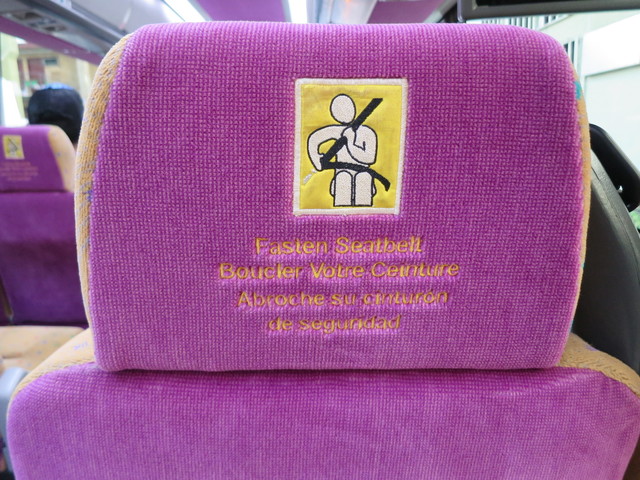 Fasten Seatbelt
Boucler Votre Ceinture
Abroche su cinturón
de seguridad